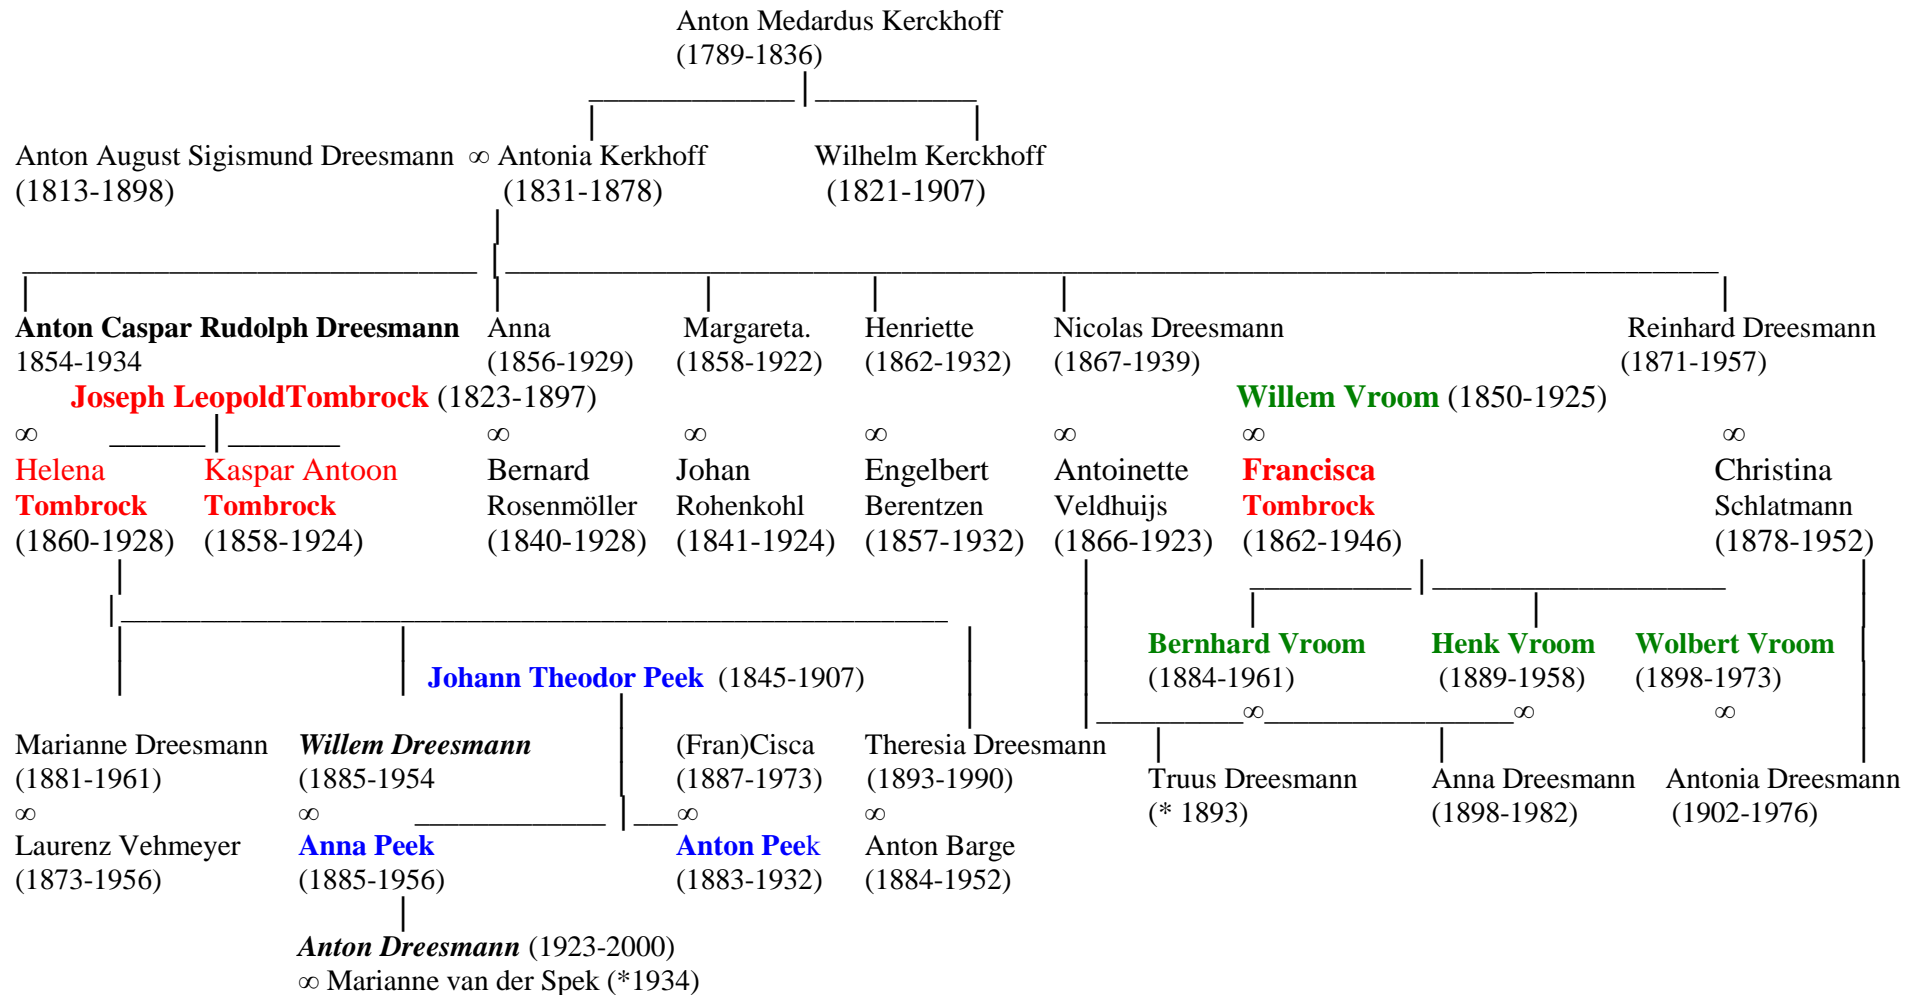 Anton Medardus Kerckhoff
(1789-1836)
Anton August Sigismund Dreesmann ∞ Antonia Kerkhoff Wilhelm Kerckhoff
(1813-1898) (1831-1878) (1821-1907)
Anton Caspar Rudolph Dreesmann Anna Margareta. Henriette Nicolas Dreesmann Reinhard Dreesmann
1854-1934 (1856-1929) (1858-1922) (1862-1932) (1867-1939) (1871-1957)
Joseph LeopoldTombrock (1823-1897) Willem Vroom (1850-1925)
∞ ∞ ∞ ∞ ∞ ∞ ∞
Helena Kaspar Antoon Bernard Johan Engelbert Antoinette Francisca Christina
Tombrock Tombrock Rosenmöller Rohenkohl Berentzen Veldhuijs Tombrock Schlatmann
(1860-1928) (1858-1924) (1840-1928) (1841-1924) (1857-1932) (1866-1923) (1862-1946) (1878-1952)
Bernhard Vroom Henk Vroom Wolbert Vroom
Johann Theodor Peek (1845-1907) (1884-1961) (1889-1958) (1898-1973)
∞ ∞ ∞
Marianne Dreesmann Willem Dreesmann (Fran)Cisca Theresia Dreesmann
(1881-1961) (1885-1954 (1887-1973) (1893-1990) Truus Dreesmann Anna Dreesmann Antonia Dreesmann
∞ ∞ ∞ ∞ (* 1893) (1898-1982) (1902-1976)
Laurenz Vehmeyer Anna Peek Anton Peek Anton Barge
(1873-1956) (1885-1956) (1883-1932) (1884-1952)
Anton Dreesmann (1923-2000)
∞ Marianne van der Spek (*1934)